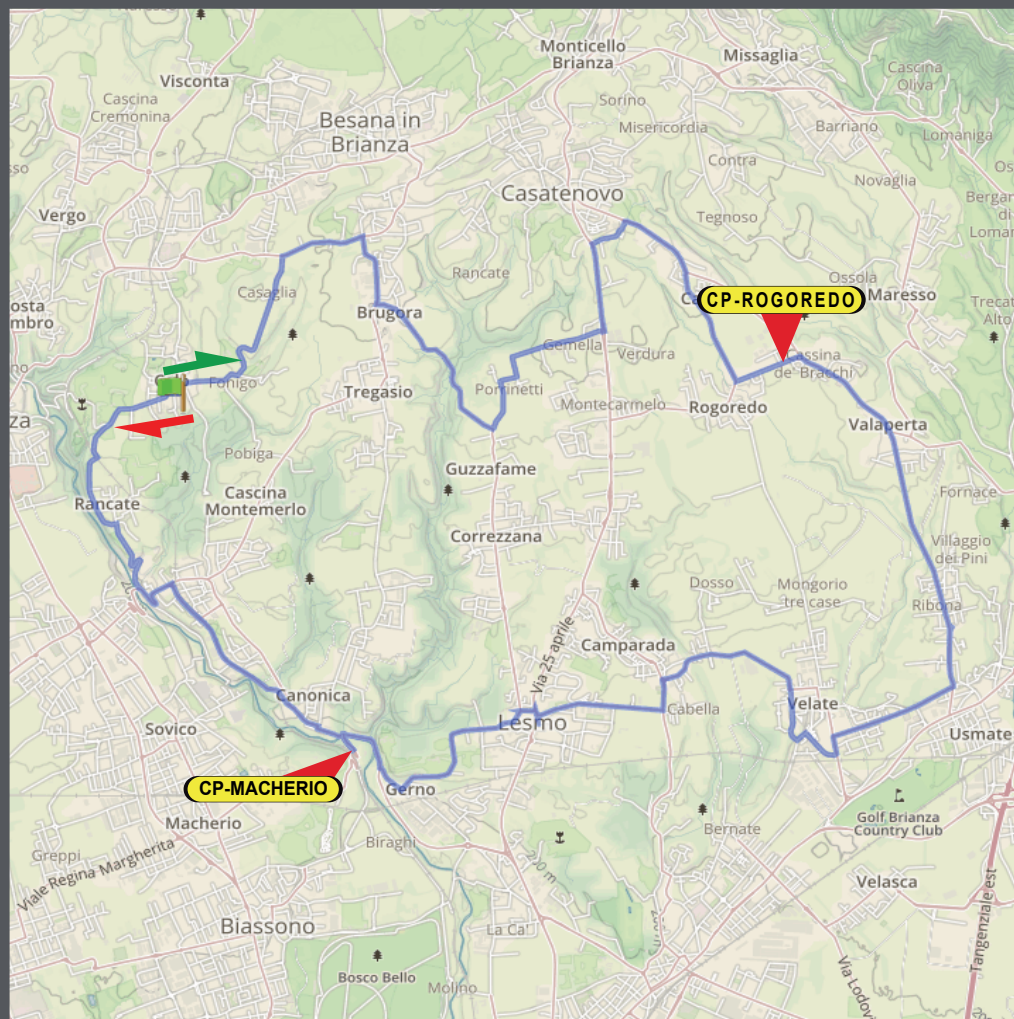 Monticello
Brianza
Missaglia
Visconta
Cascina
Oliva
Cascina
Cremonina
Sorino
Besana in
Brianza
Misericordia
Barriano
Lomaniga
Contra
Novaglia
Casatenovo
Vergo
Tegnoso
Rancate
Ossola
Casaglia
CP-ROGOREDO
Maresso
Brugora
Gemella
Verdura
Fonigo
Porrinetti
de' Bracchi
Tregasio
Montecarmelo
Rogoredo
Valaperta
Pobiga
Guzzafame
Cascina
Montemerlo
Fornace
Rancate
Correzzana
Villaggio
dei Pini
Dosso
Mongorio
tre case
Ribona
Via 25 aprile
Camparada
Canonica
Cabella
Velate
Sovico
Lesmo
Usmate
CP-MACHERIO
Gerno
Macherio
Golf Brianza
Country Club
Bernate
Biraghi
Greppi
Viale Regina Margherita
220 m
Velasca
Biassono
La Ca'
Tangenziale est
Bosco Bello
Molino